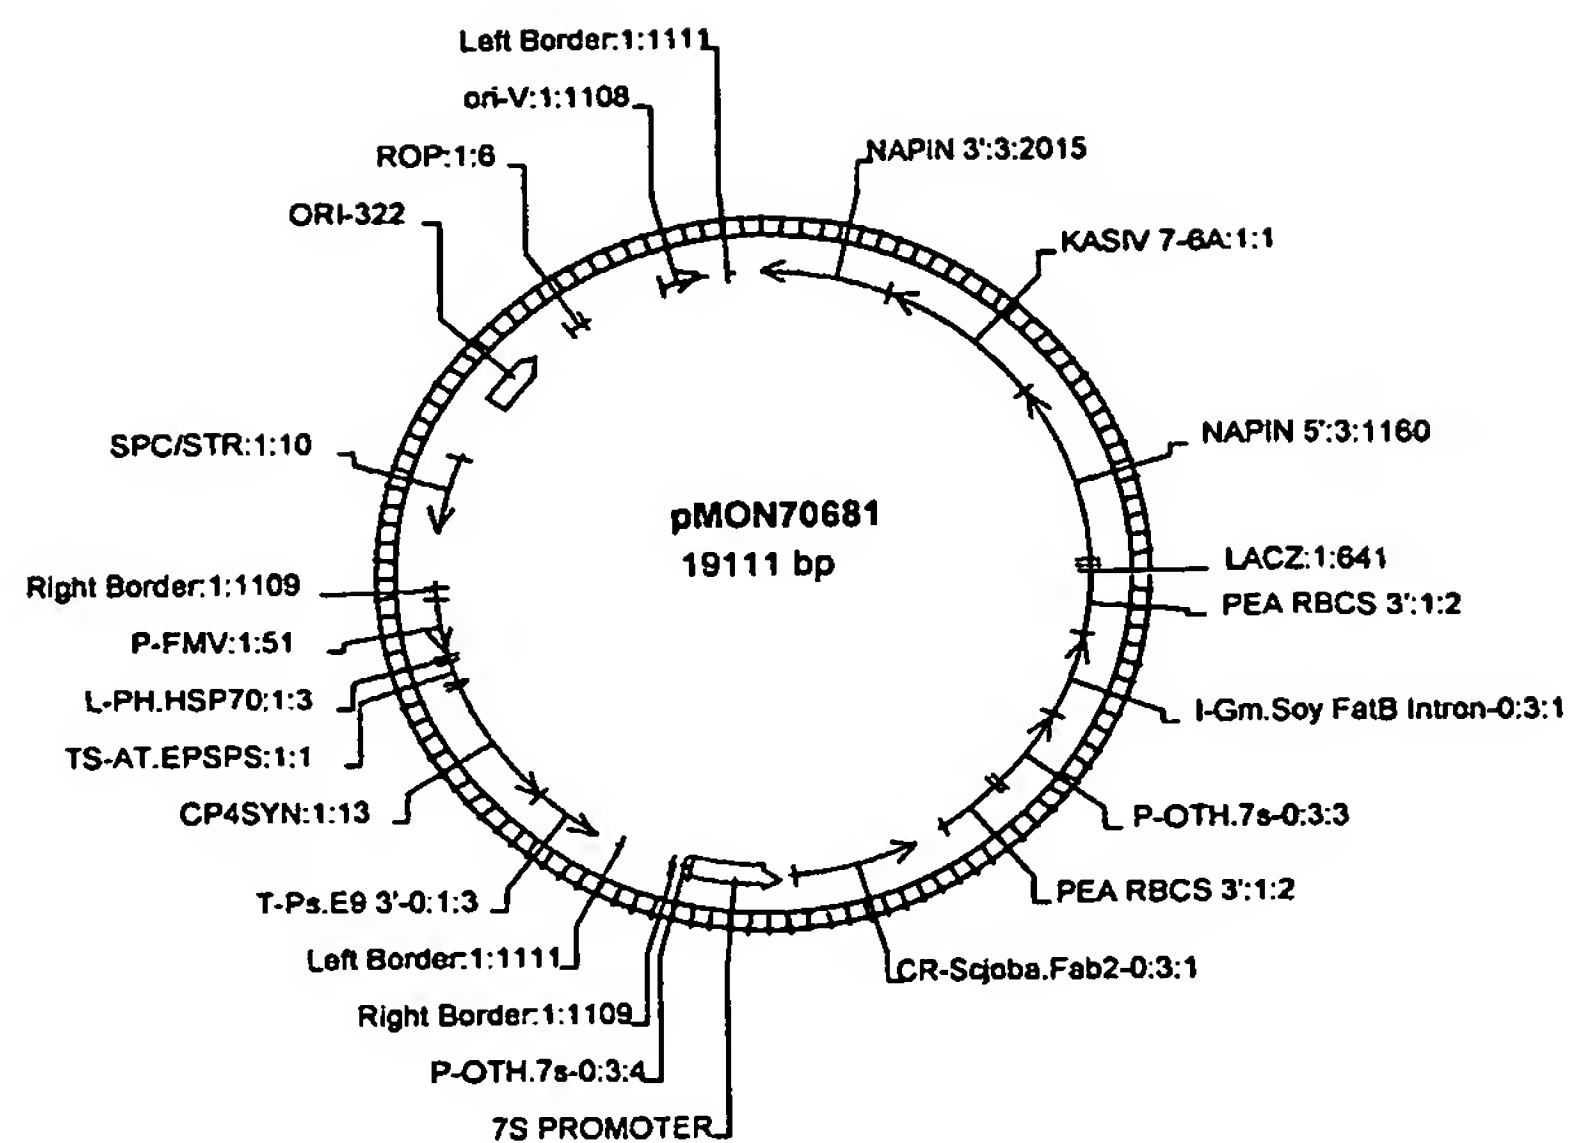 Left Border:1:1111
ori-V:1:1108
ROP:1:6
ORI-322
SPC/STR:1:10
Right Border:1:1109
P-FMV:1:51
L-PH.HSP70:1:3
TS-AT.EPSPS:1:1
CP4SYN:1:13
T-Ps.E9 3'-0:1:3
Left Border:1:1111
Right Border:1:1109
P-OTH.7s-0:3:4
7S PROMOTER
pMON70681
19111 bp
NAPIN 3':3:2015
KASIV 7-6A:1:1
NAPIN 5':3:1160
LACZ:1:641
PEA RBCS 3':1:2
I-Gm.Soy FatB Intron-0:3:1
P-OTH.7s-0:3:3
PEA RBCS 3':1:2
CR-Scjoba.Fab2-0:3:1